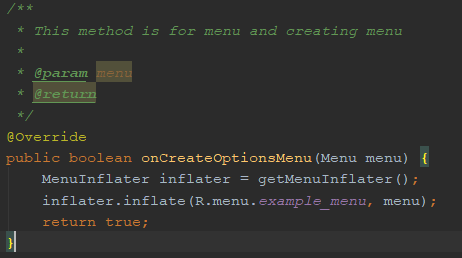 /**
 * This method is for menu and creating menu
 *
 * @param menu
 * @return
 */
@Override
public boolean onCreateOptionsMenu(Menu menu) {
    MenuInflater inflater = getMenuInflater();
    inflater.inflate(R.menu.example_menu, menu);
    return true;
}